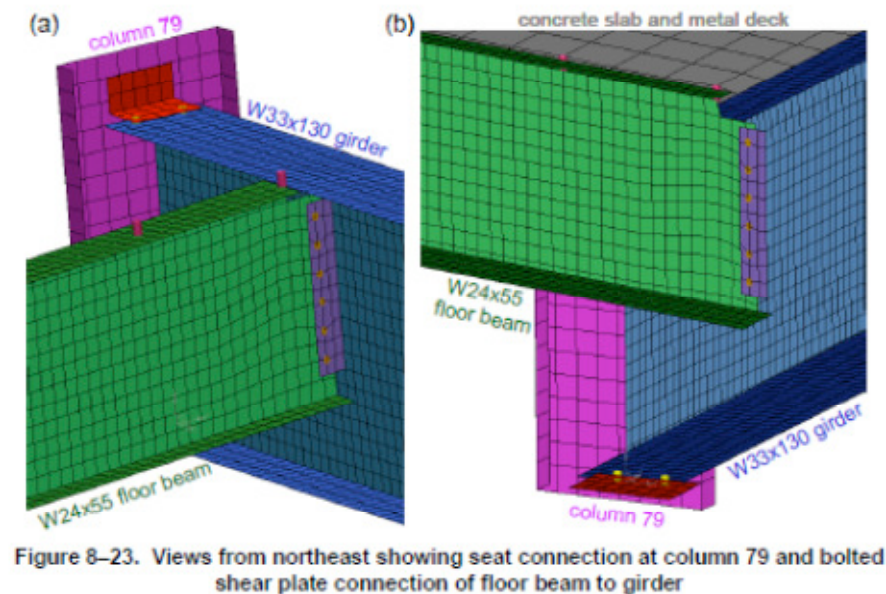 (a)
column 79
W33x130 girder
W24x55 floor beam
(b)
concrete slab and metal deck
W24x55
floor beam
W33x130 girder
column 79
Figure 8–23. Views from northeast showing seat connection at column 79 and bolted
shear plate connection of floor beam to girder